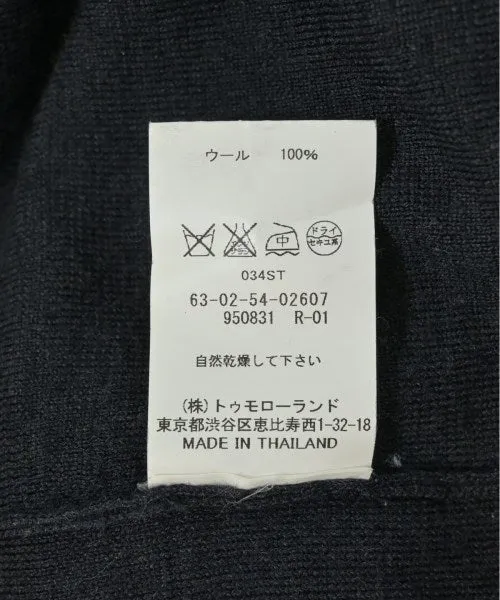 ウール 100%
中 ドライ
セキユ系
034ST
63-02-54-02607
950831 R-01
自然乾燥して下さい
(株)トゥモローランド
東京都渋谷区恵比寿西1-32-18
MADE IN THAILAND